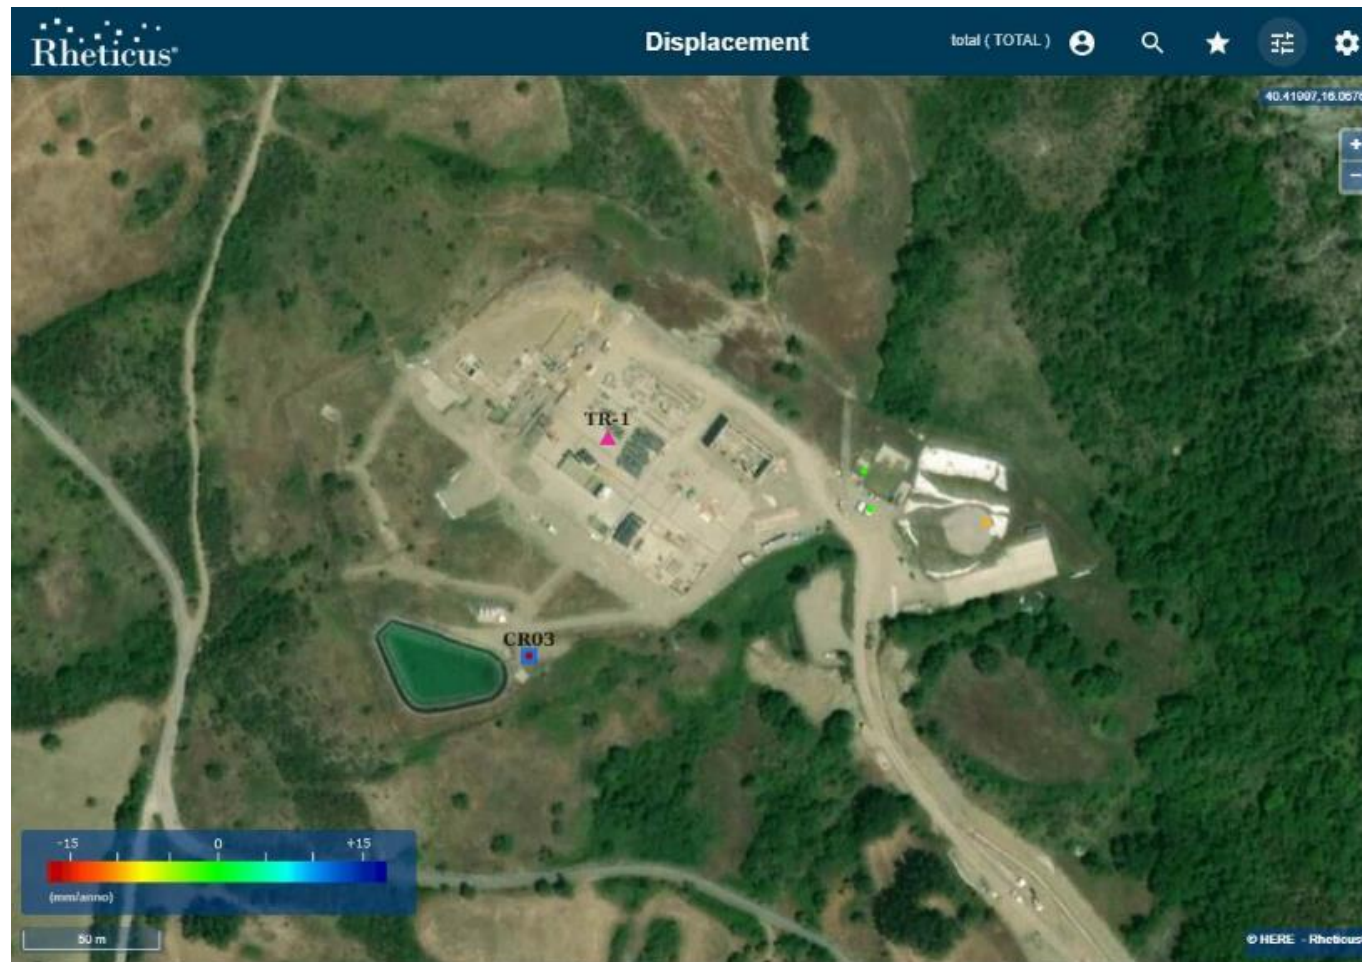 Rheticus®
Displacement
total ( TOTAL )
+
−
TR-1
CR03
-15 0 +15
(mm/anno)
50 m
© HERE - Rheticus